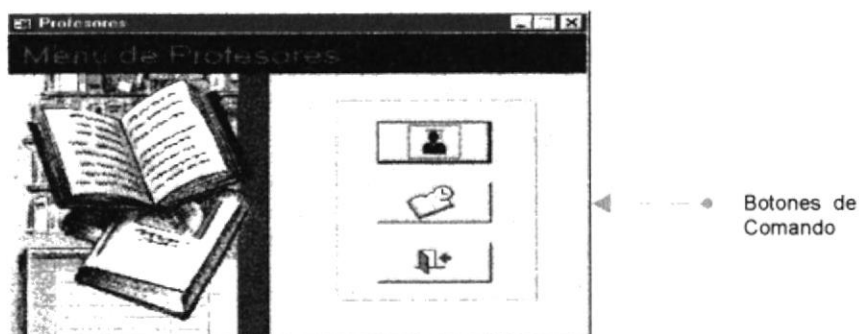 Profesores
Menú de Profesores
Botones de
Comando